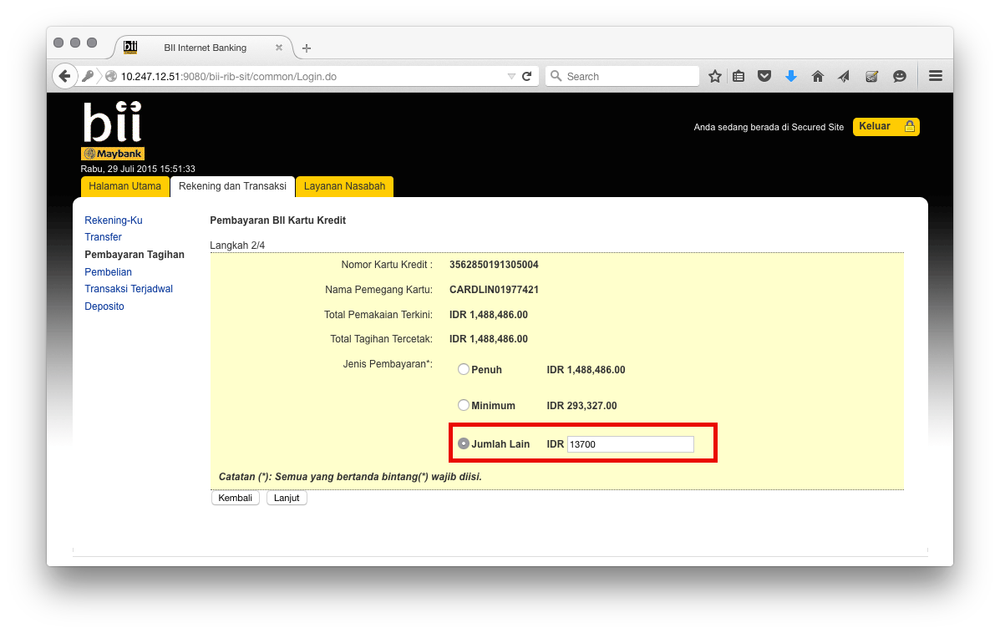 bii BII Internet Banking
10.247.12.51:9080/bii-rib-sit/common/Login.do Search
bii
Maybank
Anda sedang berada di Secured Site Keluar
Rabu, 29 Juli 2015 15:51:33
Halaman Utama Rekening dan Transaksi Layanan Nasabah
Rekening-Ku
Transfer
Pembayaran Tagihan
Pembelian
Transaksi Terjadwal
Deposito
Pembayaran BII Kartu Kredit
Langkah 2/4
Nomor Kartu Kredit : 3562850191305004
Nama Pemegang Kartu: CARDLIN01977421
Total Pemakaian Terkini: IDR 1,488,486.00
Total Tagihan Tercetak: IDR 1,488,486.00
Jenis Pembayaran*:
Penuh IDR 1,488,486.00
Minimum IDR 293,327.00
Jumlah Lain IDR 13700
Catatan (*): Semua yang bertanda bintang(*) wajib diisi.
Kembali Lanjut